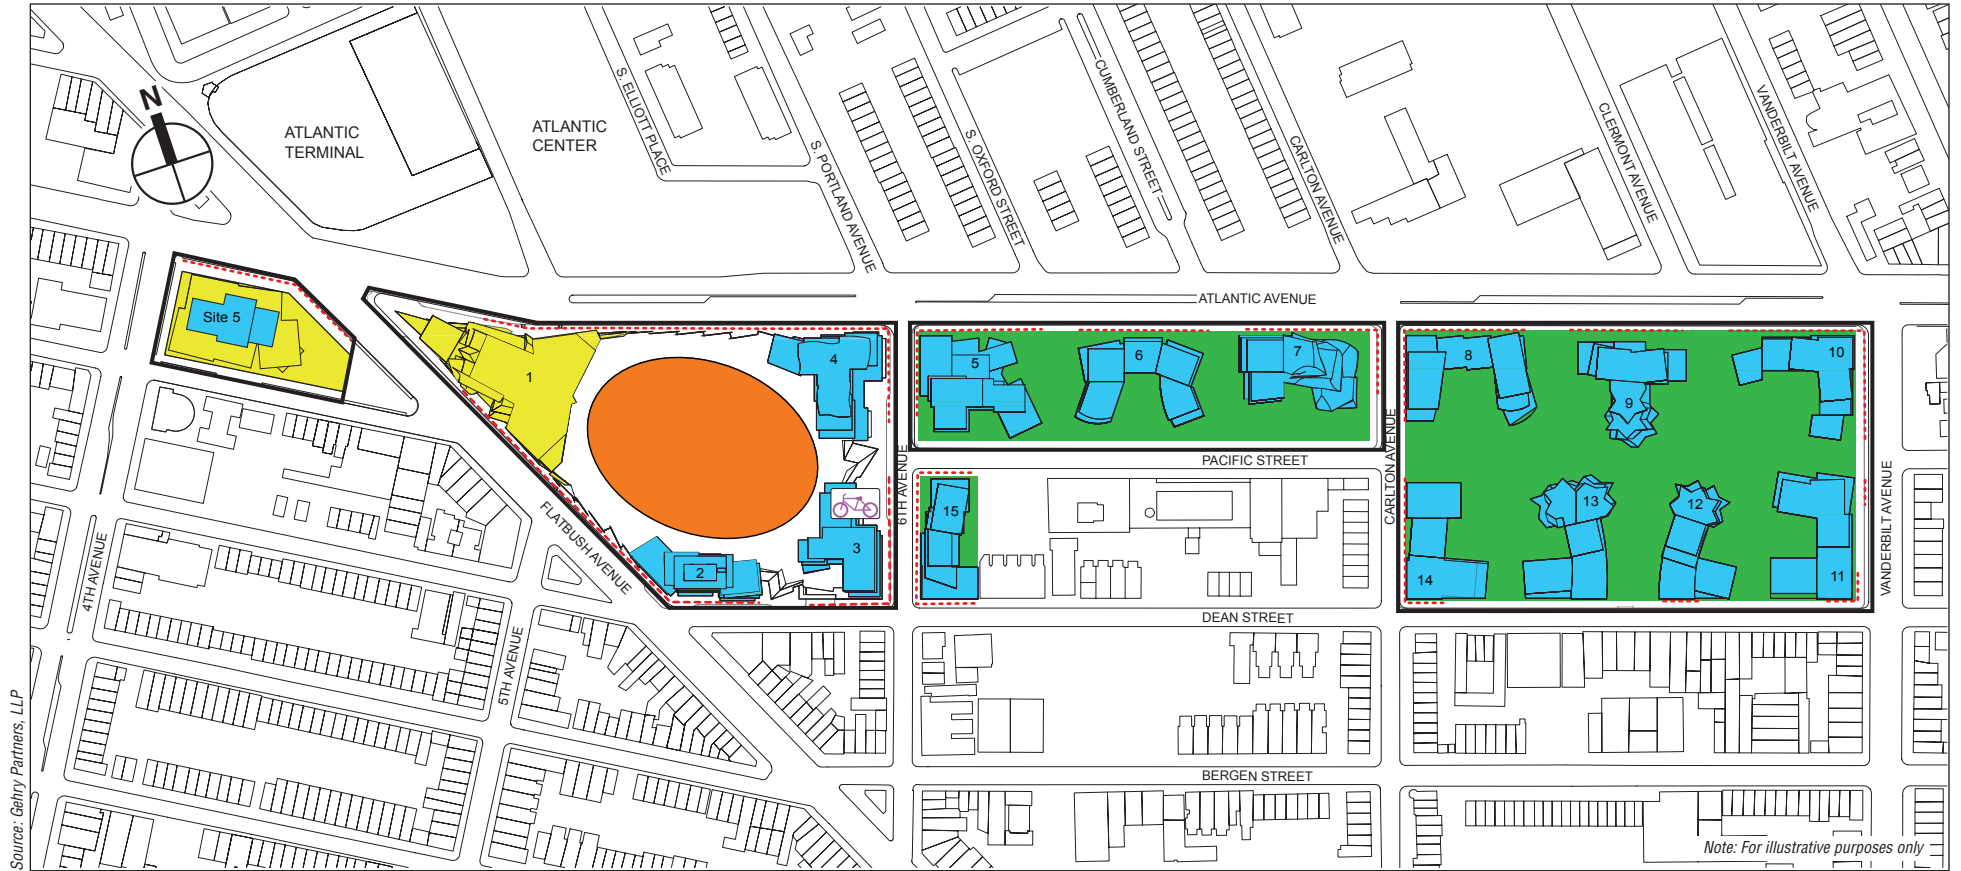 N
ATLANTIC
TERMINAL
ATLANTIC
CENTER
S. ELLIOTT PLACE
S. PORTLAND AVENUE
S. OXFORD STREET
CUMBERLAND STREET
CARLTON AVENUE
CLERMONT AVENUE
VANDERBILT AVENUE
ATLANTIC AVENUE
Site 5
1
4
5
6
7
8
9
10
6TH AVENUE
CARLTON AVENUE
PACIFIC STREET
VANDERBILT AVENUE
15
13
12
3
2
14
11
FLATBUSH AVENUE
4TH AVENUE
5TH AVENUE
DEAN STREET
BERGEN STREET
Source: Gehry Partners, LLP
Note: For illustrative purposes only